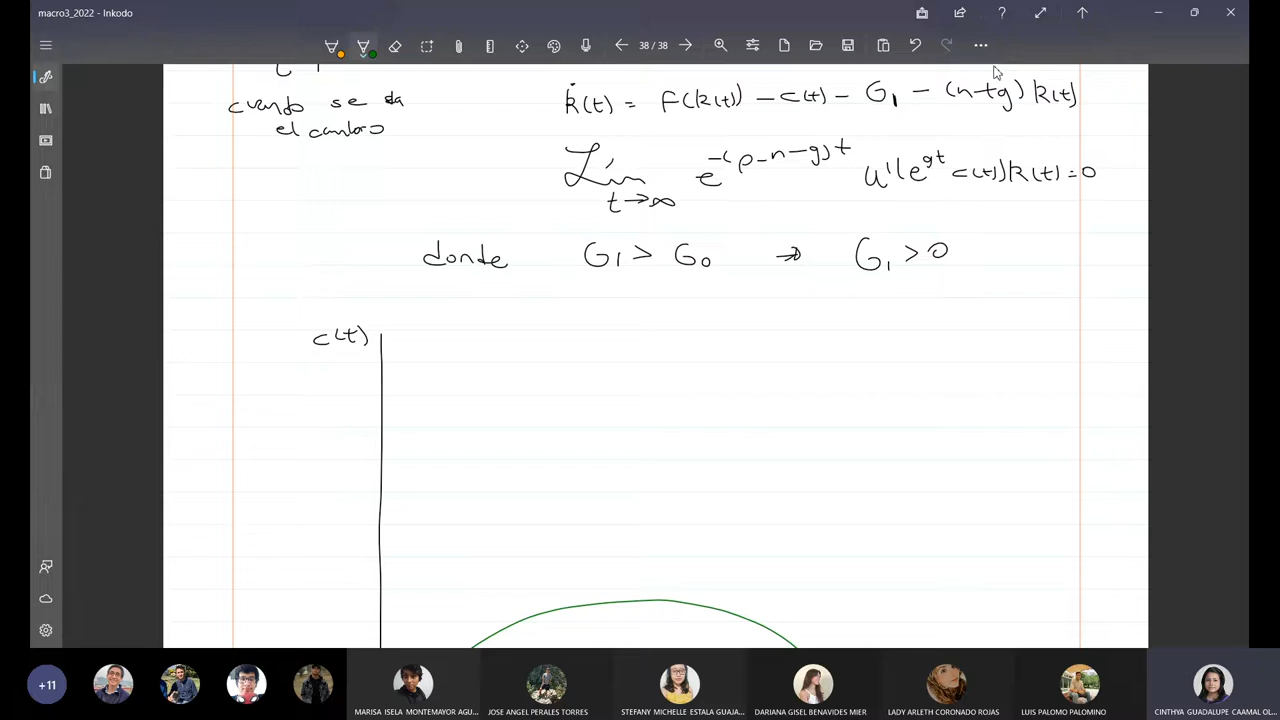 macro3_2022 - Inkodo
38 / 38
cuando se da
el cambio
k̇(t) = f(k(t)) - c(t) - G₁ - (n+g) k(t)
Lím e^-(ρ-n-g)t u'(e^gt c(t)) k(t) = 0
t→∞
donde G₁ > G₀ → G₁ > 0
c(t)
+11
MARISA ISELA MONTEMAYOR AGU...
JOSE ANGEL PERALES TORRES
STEFANY MICHELLE ESTALA GUAJA...
DARIANA GISEL BENAVIDES MIER
LADY ARLETH CORONADO ROJAS
LUIS PALOMO PALOMINO
CINTHYA GUADALUPE CAAMAL OL...